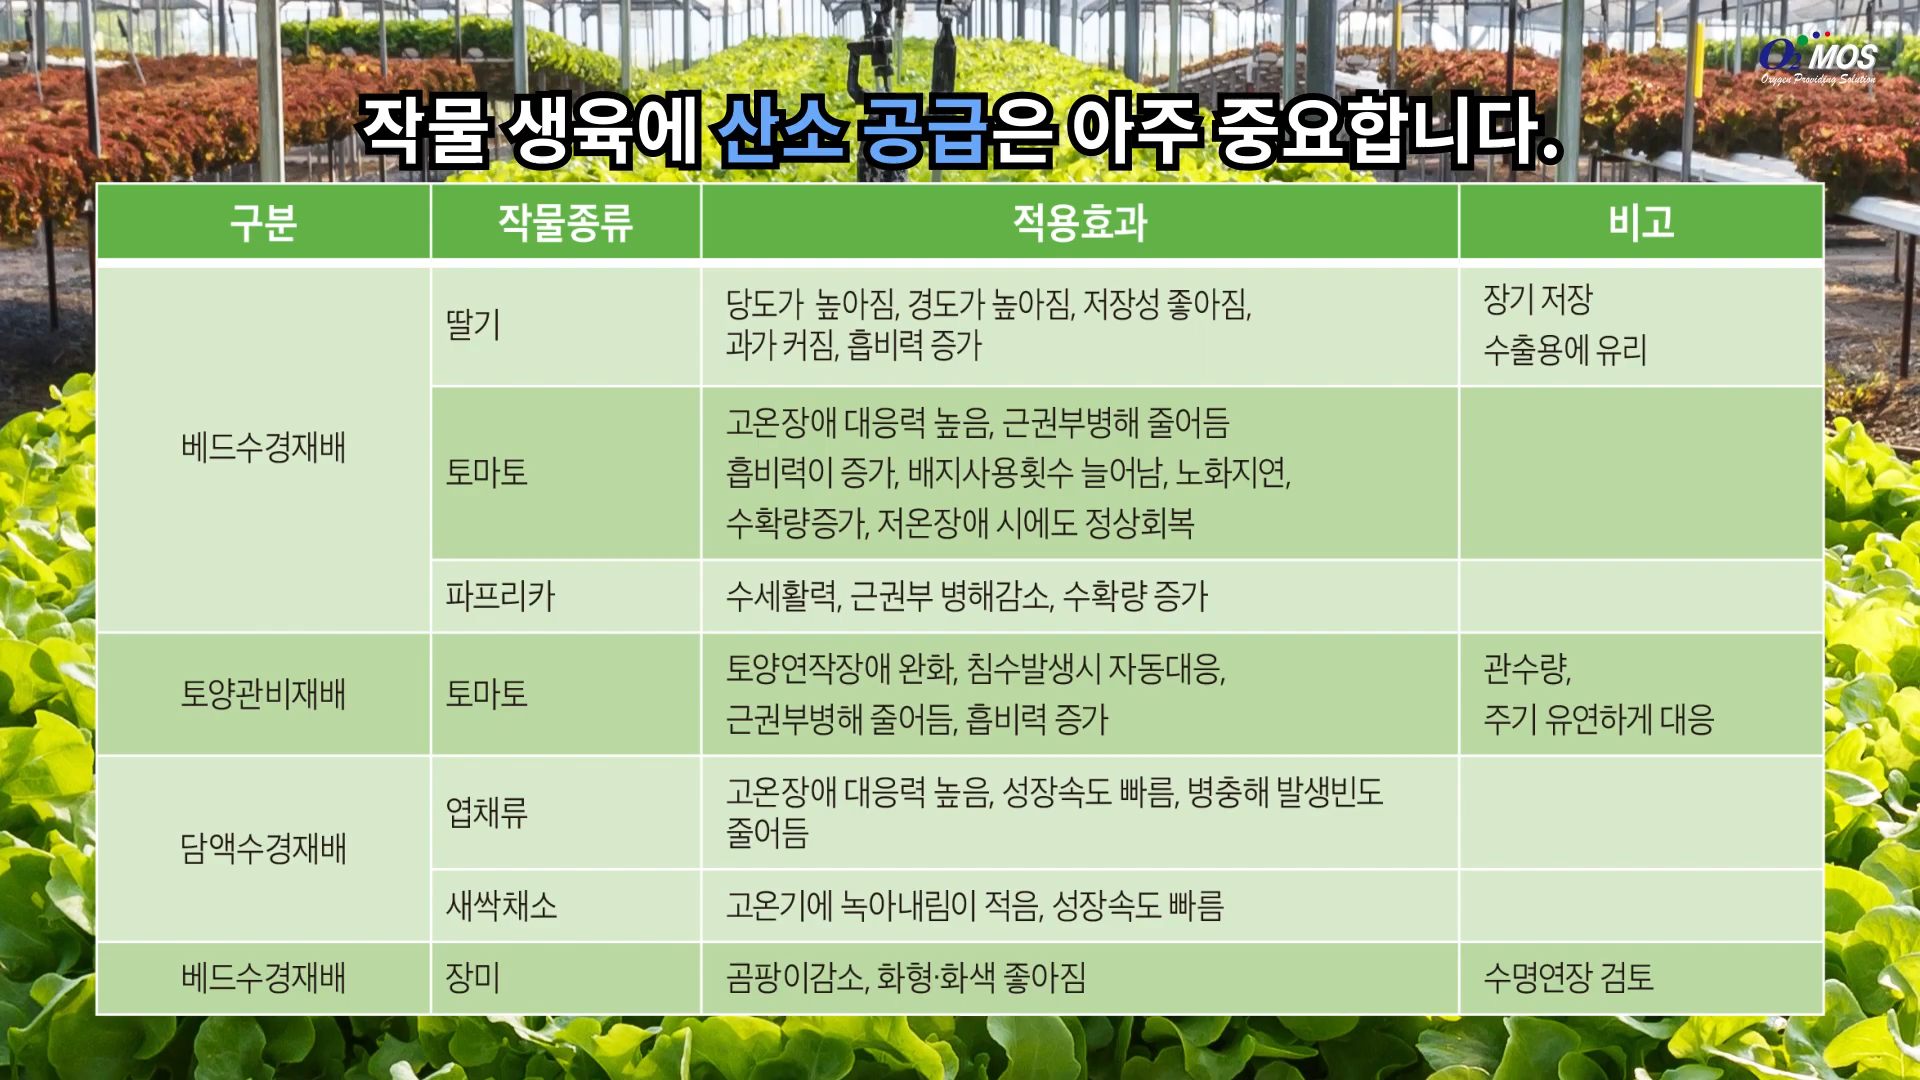 O2 MOS
Oxygen Providing Solution
작물 생육에 산소 공급은 아주 중요합니다.
구분
작물종류
적용효과
비고
베드수경재배
딸기
당도가 높아짐, 경도가 높아짐, 저장성 좋아짐,
과가 커짐, 흡비력 증가
장기 저장
수출용에 유리
토마토
고온장애 대응력 높음, 근권부병해 줄어듬
흡비력이 증가, 배지사용횟수 늘어남, 노화지연,
수확량증가, 저온장애 시에도 정상회복
파프리카
수세활력, 근권부 병해감소, 수확량 증가
토양관비재배
토마토
토양연작장애 완화, 침수발생시 자동대응,
근권부병해 줄어듬, 흡비력 증가
관수량,
주기 유연하게 대응
담액수경재배
엽채류
고온장애 대응력 높음, 성장속도 빠름, 병충해 발생빈도
줄어듬
새싹채소
고온기에 녹아내림이 적음, 성장속도 빠름
베드수경재배
장미
곰팡이감소, 화형·화색 좋아짐
수명연장 검토